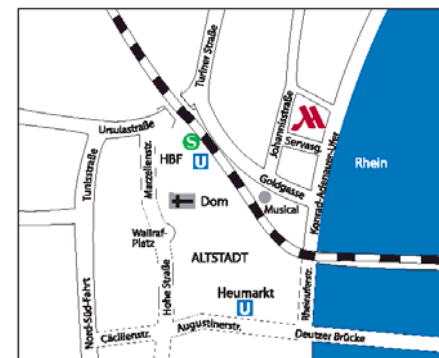 Turiner Straße
Johannisstraße
Ursulastraße
S
Servasg.
HBF
U
Marzellenstr.
Tunisstraße
Goldgasse
Konrad-Adenauer-Ufer
Rhein
Dom
Musical
Wallraf-
Platz
ALTSTADT
Hohe Straße
Heumarkt
U
Rheinuferstr.
Nord-Süd-Fahrt
Cäcilienstr.
Augustinerstr.
Deutzer Brücke